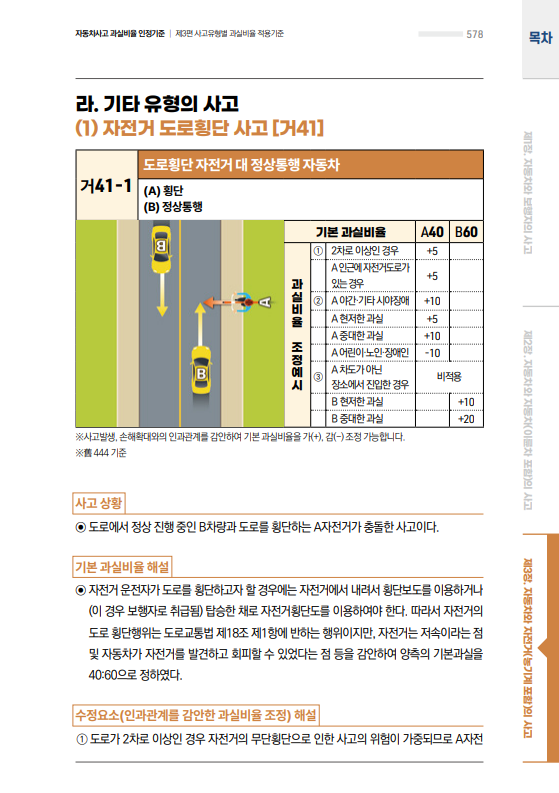 자동차사고 과실비율 인정기준 | 제3편 사고유형별 과실비율 적용기준
578
목차
라. 기타 유형의 사고
(1) 자전거 도로횡단 사고 [거41]
거41-1
도로횡단 자전거 대 정상통행 자동차
(A) 횡단
(B) 정상통행
B
A
B
과실비율 조정예시
기본 과실비율 A40 B60
① 2차로 이상인 경우 +5
A 인근에 자전거도로가
있는 경우 +5
② A 야간·기타 시야장애 +10
A 현저한 과실 +5
A 중대한 과실 +10
A 어린이·노인·장애인 -10
③ A 차도가 아닌
장소에서 진입한 경우 비적용
B 현저한 과실 +10
B 중대한 과실 +20
※사고발생, 손해확대와의 인과관계를 감안하여 기본 과실비율을 가(+), 감(-) 조정 가능합니다.
※舊 444 기준
사고 상황
◉ 도로에서 정상 진행 중인 B차량과 도로를 횡단하는 A자전거가 충돌한 사고이다.
기본 과실비율 해설
◉ 자전거 운전자가 도로를 횡단하고자 할 경우에는 자전거에서 내려서 횡단보도를 이용하거나
(이 경우 보행자로 취급됨) 탑승한 채로 자전거횡단도를 이용하여야 한다. 따라서 자전거의
도로 횡단행위는 도로교통법 제18조 제1항에 반하는 행위이지만, 자전거는 저속이라는 점
및 자동차가 자전거를 발견하고 회피할 수 있었다는 점 등을 감안하여 양측의 기본과실을
40:60으로 정하였다.
수정요소(인과관계를 감안한 과실비율 조정) 해설
① 도로가 2차로 이상인 경우 자전거의 무단횡단으로 인한 사고의 위험이 가중되므로 A자전
제1장. 자동차와 보행자의 사고
제2장. 자동차와 자동차(이륜차 포함)의 사고
제3장. 자동차와 자전거(농기계 포함)의 사고